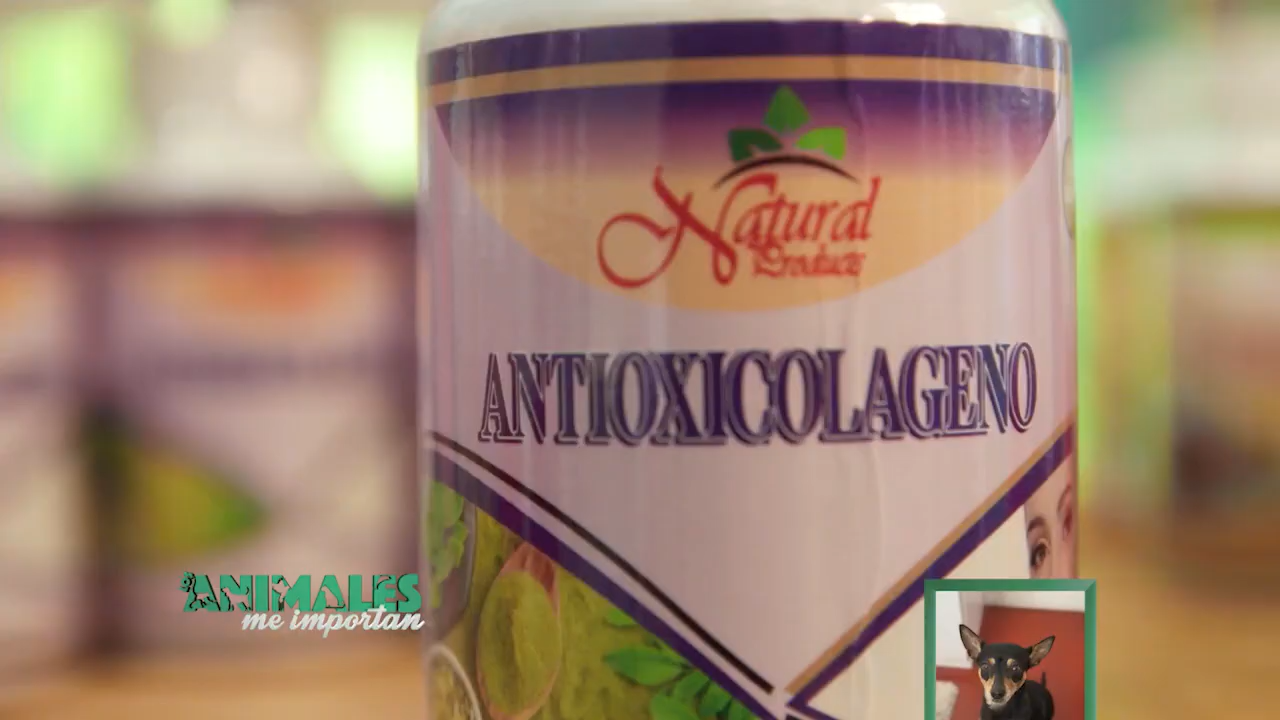 Natural
Products
ANTIOXICOLAGENO
ANIMALES
me importan